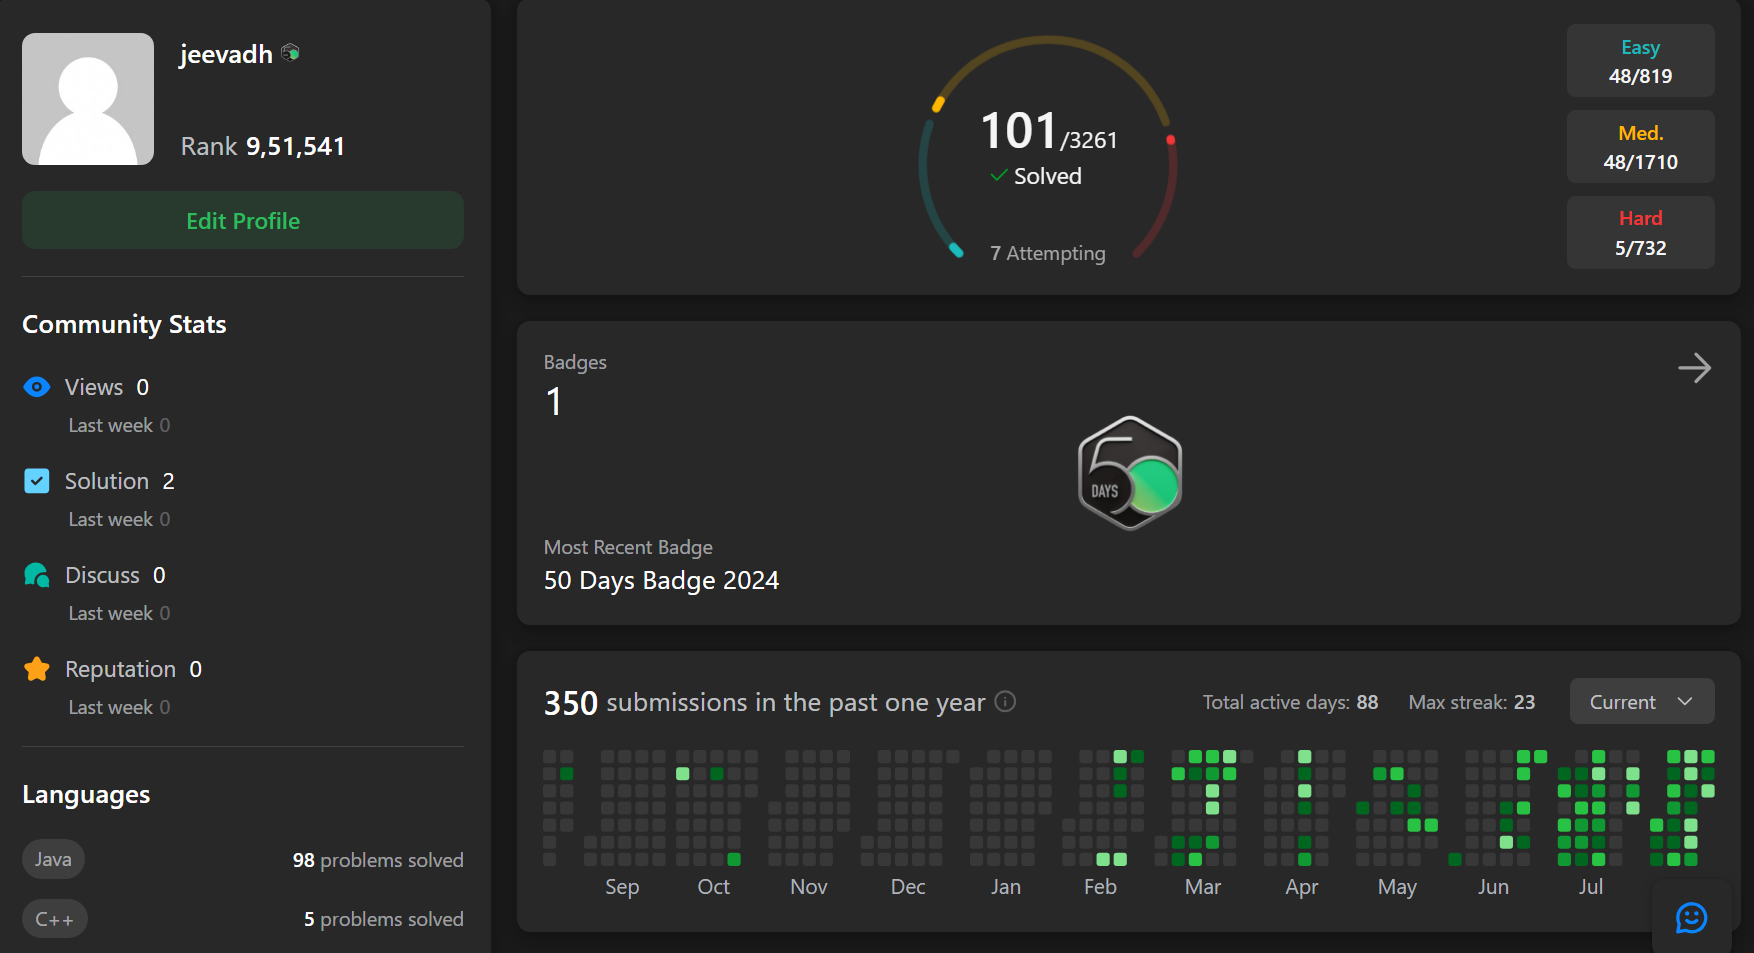 jeevadh
Rank 9,51,541
Edit Profile
Community Stats
Views 0
Last week 0
Solution 2
Last week 0
Discuss 0
Last week 0
Reputation 0
Last week 0
Languages
Java 98 problems solved
C++ 5 problems solved
101/3261
Solved
7 Attempting
Easy
48/819
Med.
48/1710
Hard
5/732
Badges
1
50
DAYS
Most Recent Badge
50 Days Badge 2024
350 submissions in the past one year
Total active days: 88 Max streak: 23 Current
Sep Oct Nov Dec Jan Feb Mar Apr May Jun Jul